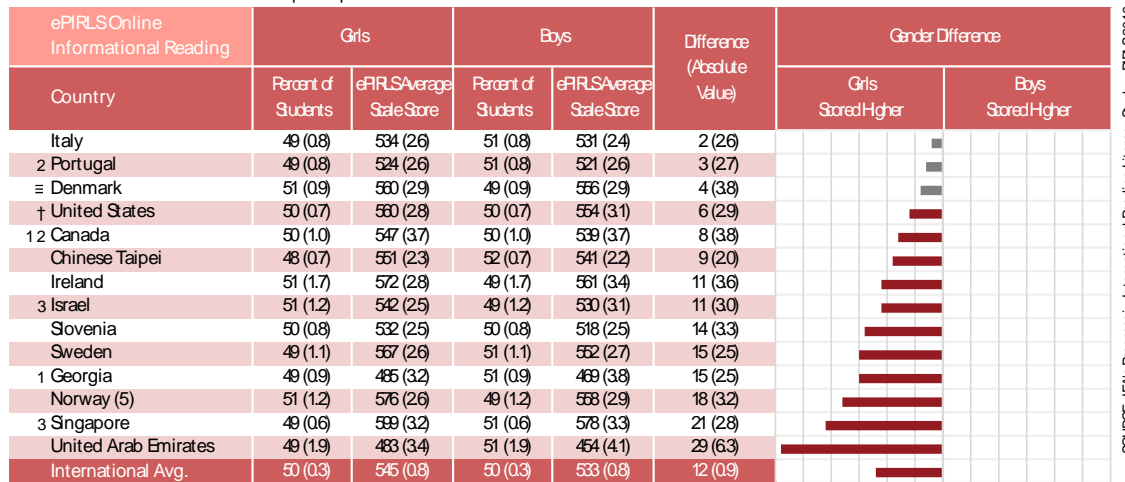 ePIRLS Online
Informational Reading
Girls
Boys
Difference
(Absolute
Value)
Gender Difference
Country
Percent of
Students
ePIRLS Average
Scale Score
Percent of
Students
ePIRLS Average
Scale Score
Girls
Scored Higher
Boys
Scored Higher
Italy 49 (0.8) 534 (2.6) 51 (0.8) 531 (2.4) 2 (2.6)
2 Portugal 49 (0.8) 524 (2.6) 51 (0.8) 521 (2.6) 3 (2.7)
≡ Denmark 51 (0.9) 560 (2.9) 49 (0.9) 556 (2.9) 4 (3.8)
† United States 50 (0.7) 560 (2.8) 50 (0.7) 554 (3.1) 6 (2.9)
1 2 Canada 50 (1.0) 547 (3.7) 50 (1.0) 539 (3.7) 8 (3.8)
Chinese Taipei 48 (0.7) 551 (2.3) 52 (0.7) 541 (2.2) 9 (2.0)
Ireland 51 (1.7) 572 (2.8) 49 (1.7) 561 (3.4) 11 (3.6)
3 Israel 51 (1.2) 542 (2.5) 49 (1.2) 530 (3.1) 11 (3.0)
Slovenia 50 (0.8) 532 (2.5) 50 (0.8) 518 (2.5) 14 (3.3)
Sweden 49 (1.1) 567 (2.6) 51 (1.1) 552 (2.7) 15 (2.5)
1 Georgia 49 (0.9) 485 (3.2) 51 (0.9) 469 (3.8) 15 (2.5)
Norway (5) 51 (1.2) 576 (2.6) 49 (1.2) 558 (2.9) 18 (3.2)
3 Singapore 49 (0.6) 599 (3.2) 51 (0.6) 578 (3.3) 21 (2.8)
United Arab Emirates 49 (1.9) 483 (3.4) 51 (1.9) 454 (4.1) 29 (6.3)
International Avg. 50 (0.3) 545 (0.8) 50 (0.3) 533 (0.8) 12 (0.9)